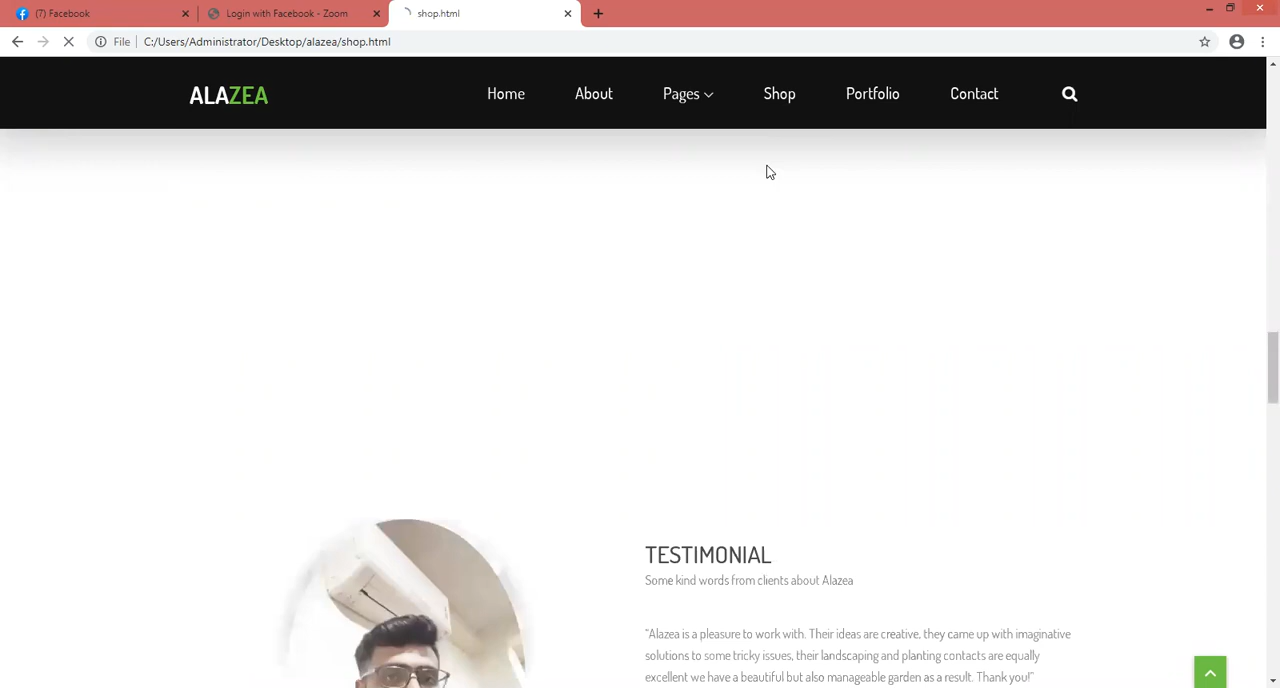 (7) Facebook
Login with Facebook - Zoom
shop.html
File
C:/Users/Administrator/Desktop/alazea/shop.html
ALAZEA
Home
About
Pages
Shop
Portfolio
Contact
TESTIMONIAL
Some kind words from clients about Alazea
“Alazea is a pleasure to work with. Their ideas are creative, they came up with imaginative
solutions to some tricky issues, their landscaping and planting contacts are equally
excellent we have a beautiful but also manageable garden as a result. Thank you!”